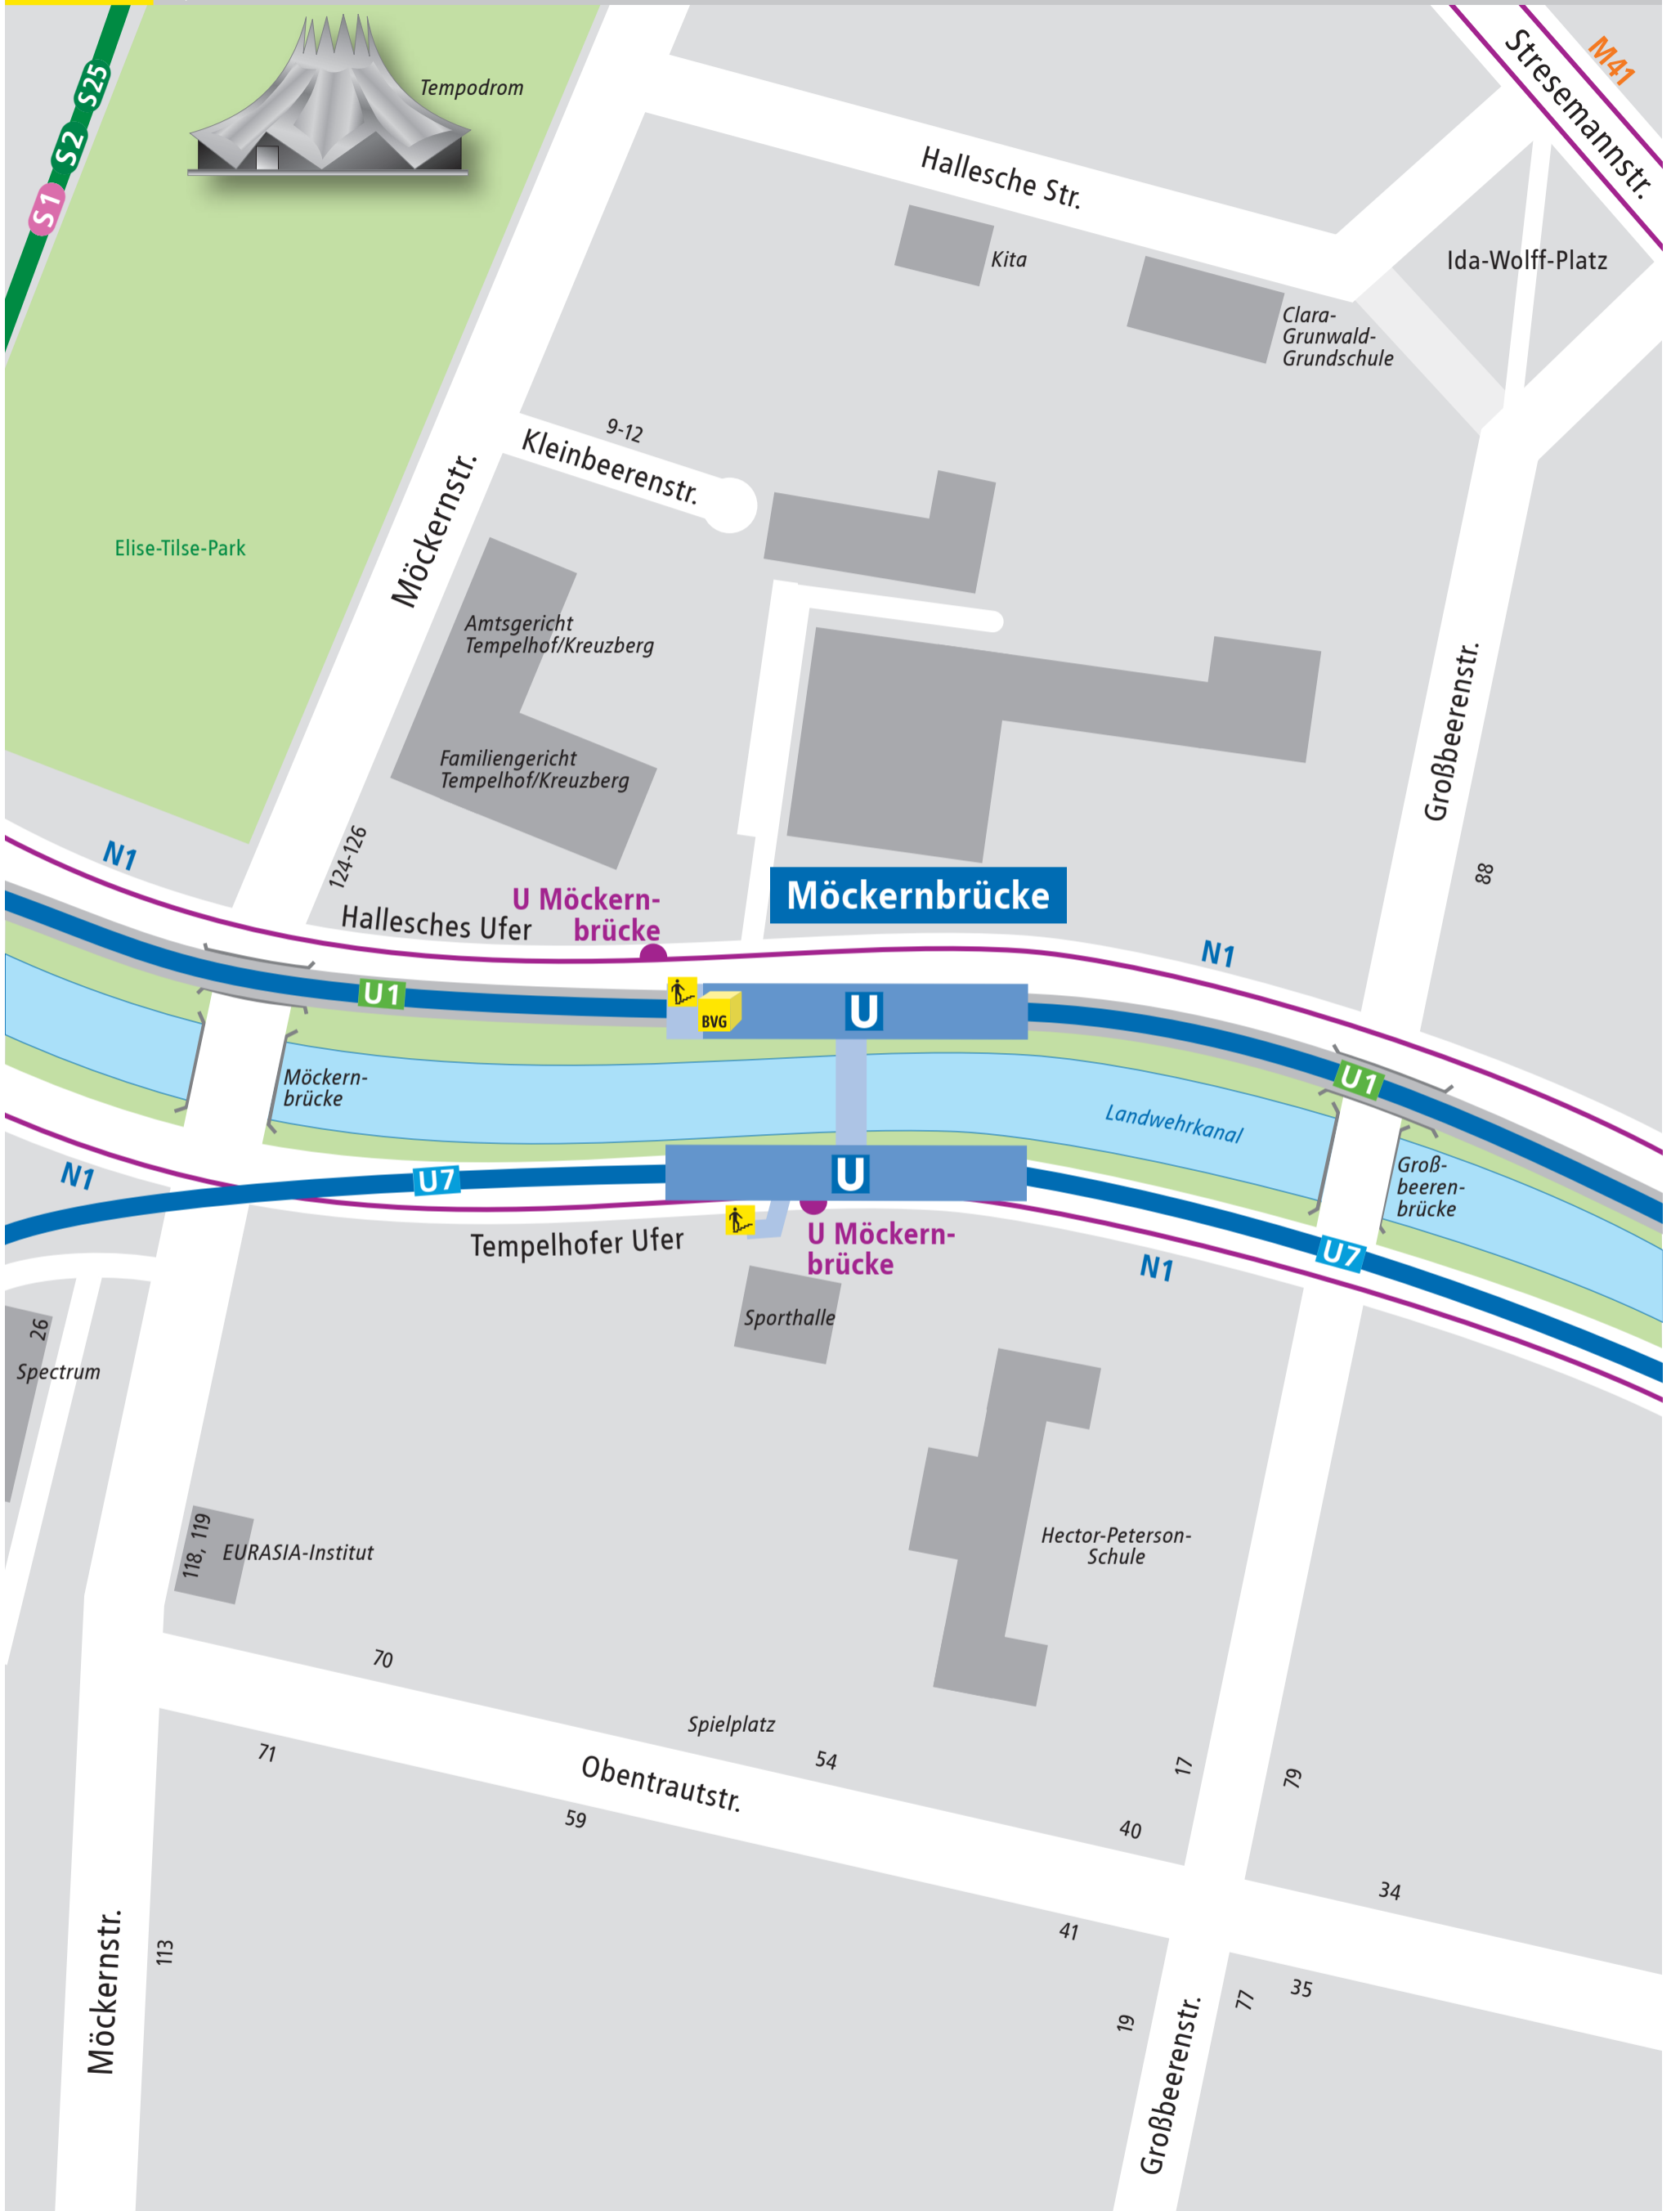 Tempodrom
S25
S2
S1
M41
Stresemannstr.
Hallesche Str.
Kita
Ida-Wolff-Platz
Clara-
Grunwald-
Grundschule
9-12
Kleinbeerenstr.
Möckernstr.
Elise-Tilse-Park
Amtsgericht
Tempelhof/Kreuzberg
Familiengericht
Tempelhof/Kreuzberg
Großbeerenstr.
88
124-126
N1
Hallesches Ufer
U Möckern-
brücke
Möckernbrücke
N1
U1
BVG
U
U1
Möckern-
brücke
Landwehrkanal
Groß-
beeren-
brücke
N1
U7
U
U7
Tempelhofer Ufer
U Möckern-
brücke
N1
Sporthalle
26
Spectrum
118, 119
EURASIA-Institut
Hector-Peterson-
Schule
70
Spielplatz
71
54
Obentrautstr.
59
17
79
40
34
41
35
Möckernstr.
113
19
77
Großbeerenstr.